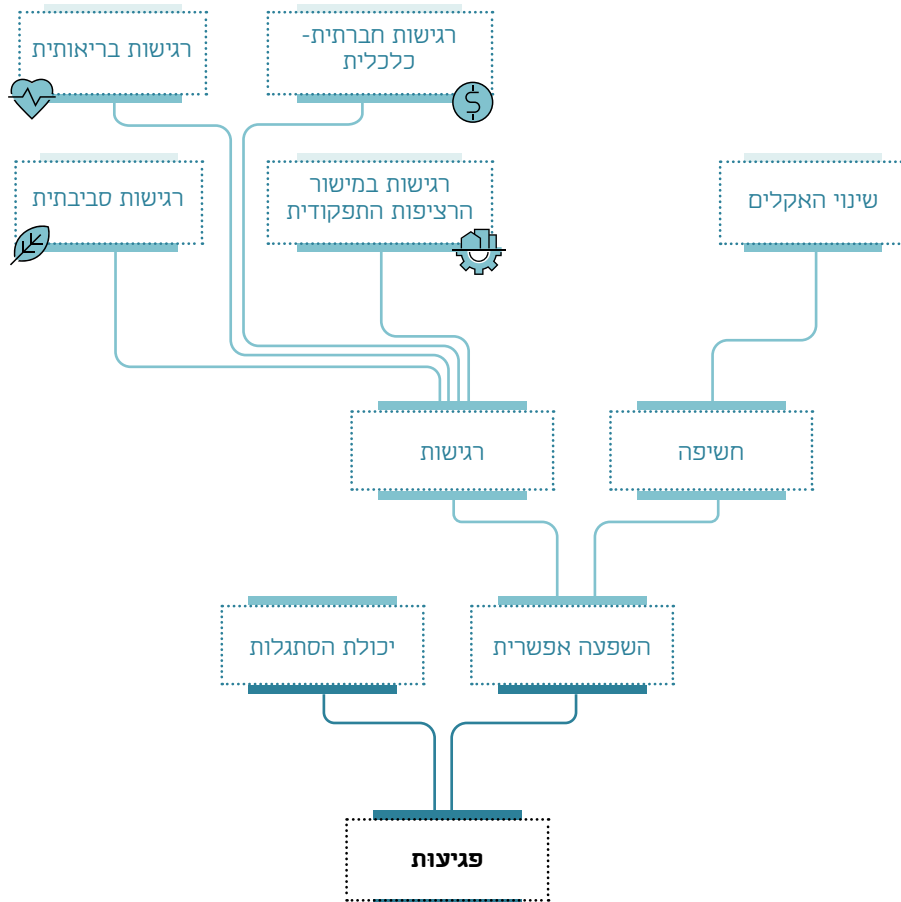 רגישות חברתית-
כלכלית
רגישות בריאותית
שינוי האקלים
רגישות במישור
הרציפות התפקודית
רגישות סביבתית
חשיפה
רגישות
השפעה אפשרית
יכולת הסתגלות
פגיעות